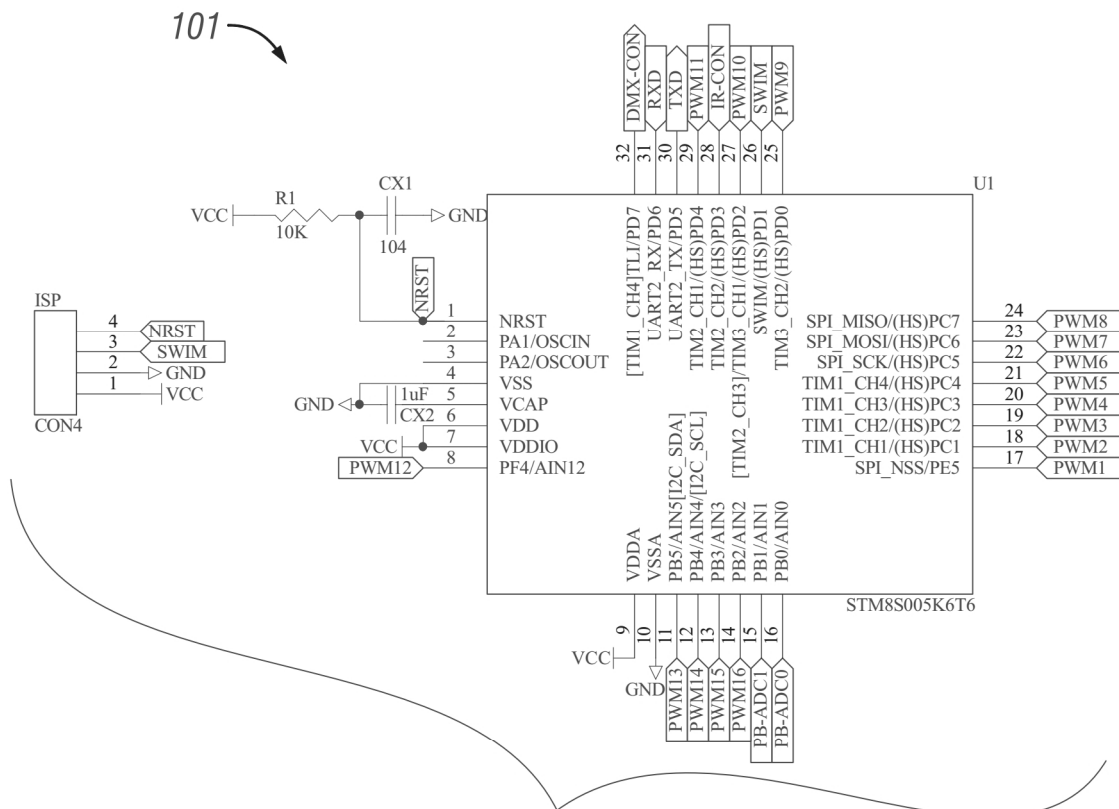 101
DMX-CON
RXD
TXD
PWM11
IR-CON
PWM10
SWIM
PWM9
32
31
30
29
28
27
26
25
U1
[TIM1_CH4]TLI/PD7
UART2_RX/PD6
UART2_TX/PD5
TIM2_CH1/(HS)PD4
TIM2_CH2/(HS)PD3
[TIM2_CH3]/TIM3_CH1/(HS)PD2
SWIM/(HS)PD1
TIM3_CH2/(HS)PD0
VCC
R1
10K
CX1
104
GND
NRST
ISP
4 NRST
3 SWIM
2 GND
1 VCC
CON4
1 NRST
2 PA1/OSCIN
3 PA2/OSCOUT
4 VSS
GND 1uF 5 VCAP
CX2
6 VDD
VCC 7 VDDIO
PWM12 8 PF4/AIN12
SPI_MISO/(HS)PC7 24 PWM8
SPI_MOSI/(HS)PC6 23 PWM7
SPI_SCK/(HS)PC5 22 PWM6
TIM1_CH4/(HS)PC4 21 PWM5
TIM1_CH3/(HS)PC3 20 PWM4
TIM1_CH2/(HS)PC2 19 PWM3
TIM1_CH1/(HS)PC1 18 PWM2
SPI_NSS/PE5 17 PWM1
VDDA
VSSA
PB5/AIN5[I2C_SDA]
PB4/AIN4/[I2C_SCL]
PB3/AIN3
PB2/AIN2
PB1/AIN1
PB0/AIN0
STM8S005K6T6
9
10
11
12
13
14
15
16
VCC
GND
PWM13
PWM14
PWM15
PWM16
PB-ADC1
PB-ADC0